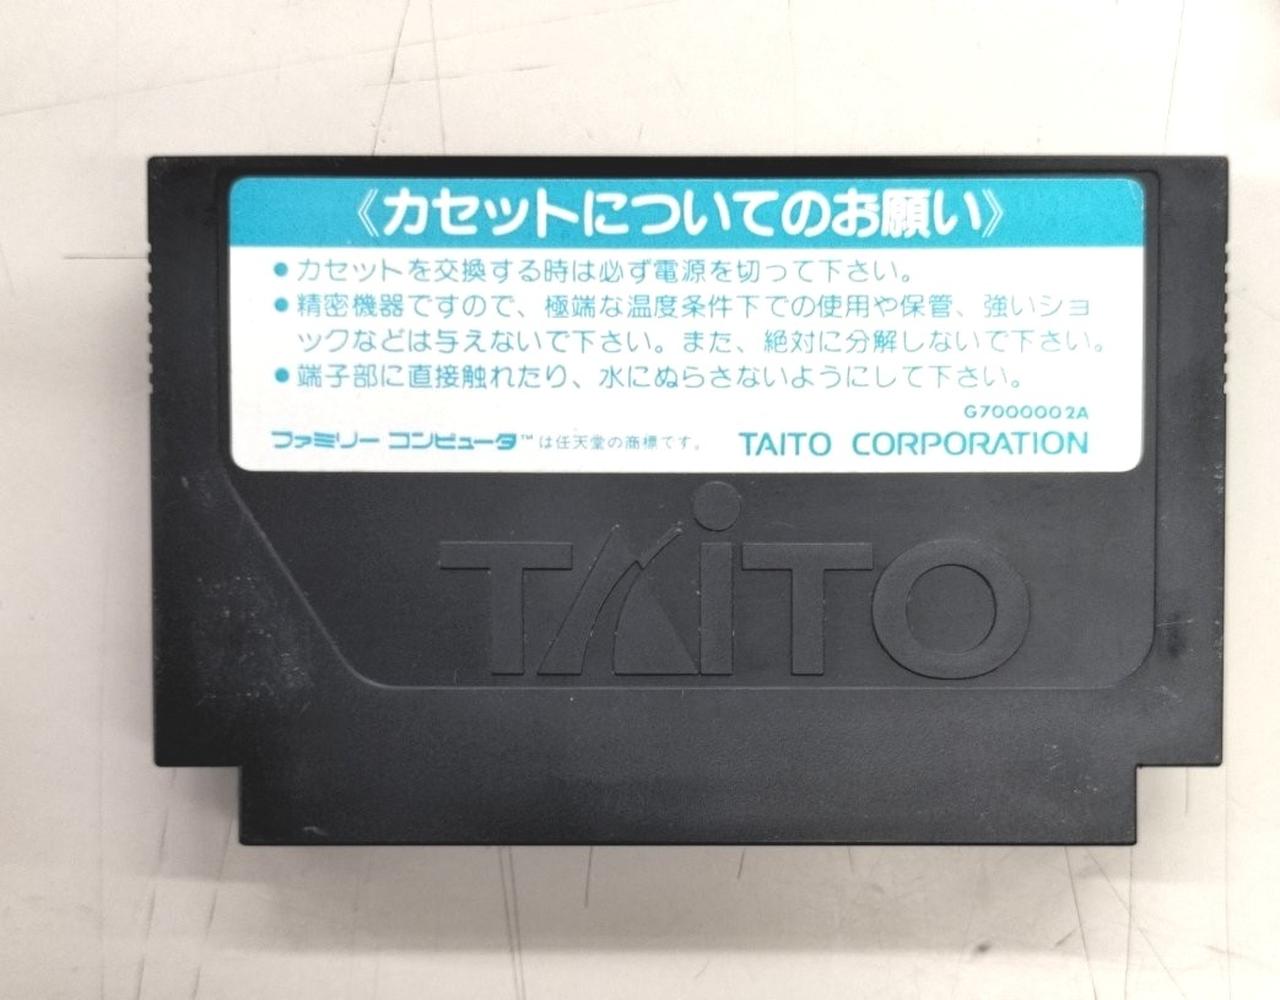 《カセットについてのお願い》
●カセットを交換する時は必ず電源を切って下さい。
●精密機器ですので、極端な温度条件下での使用や保管、強いショ
ックなどは与えないで下さい。また、絶対に分解しないで下さい。
●端子部に直接触れたり、水にぬらさないようにして下さい。
G7000002A
ファミリー コンピュータ™は任天堂の商標です。 TAITO CORPORATION
TAiTO